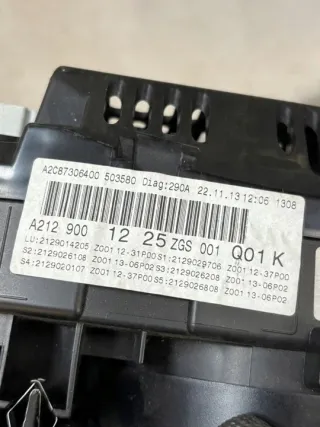 A2C87306400 503580 Diag:290A 22.11.13 12:06 1308
A212 900 12 25 ZGS 001 Q01 K
LU:2129014205 Z001 12-31P00 S1:2129029706 Z001 12-37P00
S2:2129026108 Z001 13-06P02 S3:2129026208 Z001 13-06P02
S4:2129020107 Z001 12-37P00 S5:2129026808 Z001 13-06P02